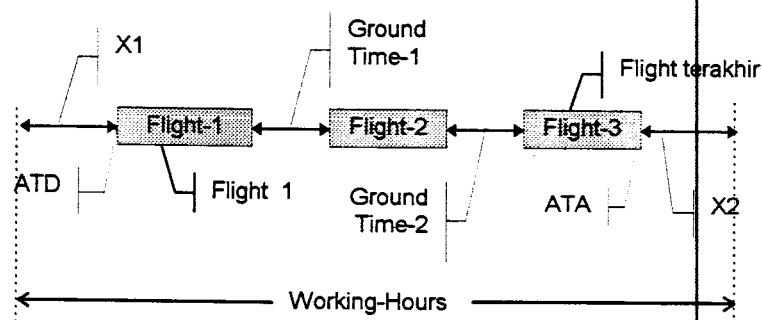 X1
Ground
Time-1
Flight terakhir
Flight-1
Flight-2
Flight-3
ATD
Flight 1
Ground
Time-2
ATA
X2
Working-Hours